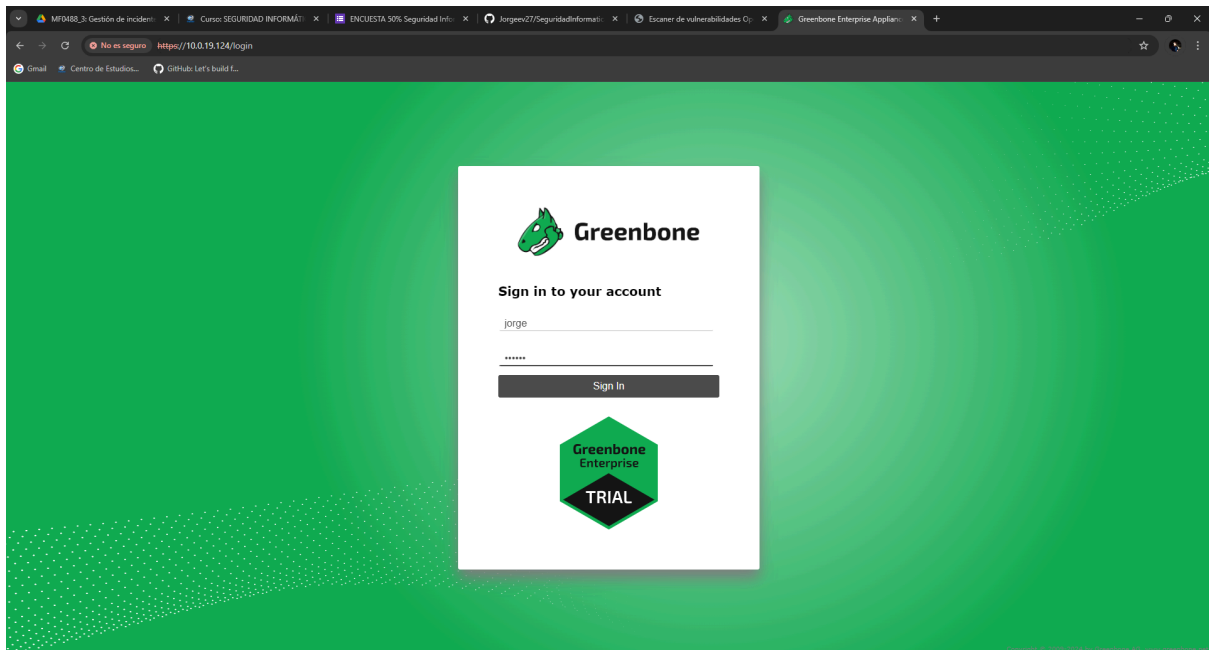 MF0488_3: Gestión de incidente
Curso: SEGURIDAD INFORMÁTI
ENCUESTA 50% Seguridad Infor
Jorgeev27/SeguridadInformatic
Escaner de vulnerabilidades Op
Greenbone Enterprise Applianc
No es seguro https://10.0.19.124/login
Gmail
Centro de Estudios...
GitHub: Let's build f...
Greenbone
Sign in to your account
jorge
••••••
Sign In
Greenbone
Enterprise
TRIAL